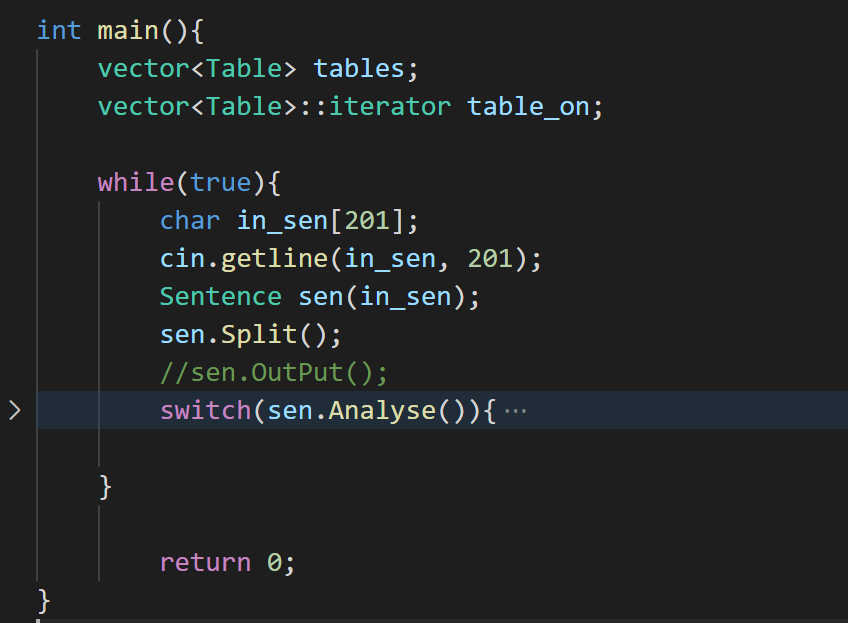 int main(){
    vector<Table> tables;
    vector<Table>::iterator table_on;

    while(true){
        char in_sen[201];
        cin.getline(in_sen, 201);
        Sentence sen(in_sen);
        sen.Split();
        //sen.OutPut();
        switch(sen.Analyse()){ ···

    }

        return 0;
}